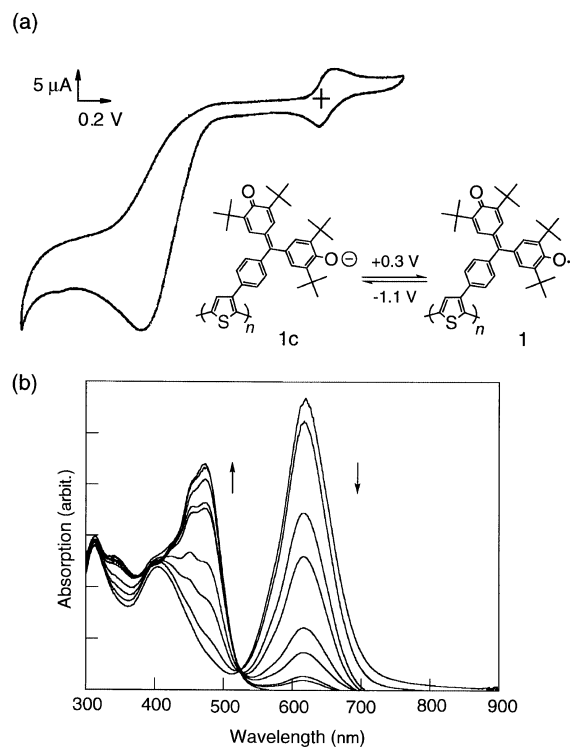 (a)
5 μA
0.2 V
O
O ⊖
+0.3 V
-1.1 V
O
O·
S
n
S
n
1c
1
(b)
Absorption (arbit.)
300 400 500 600 700 800 900
Wavelength (nm)